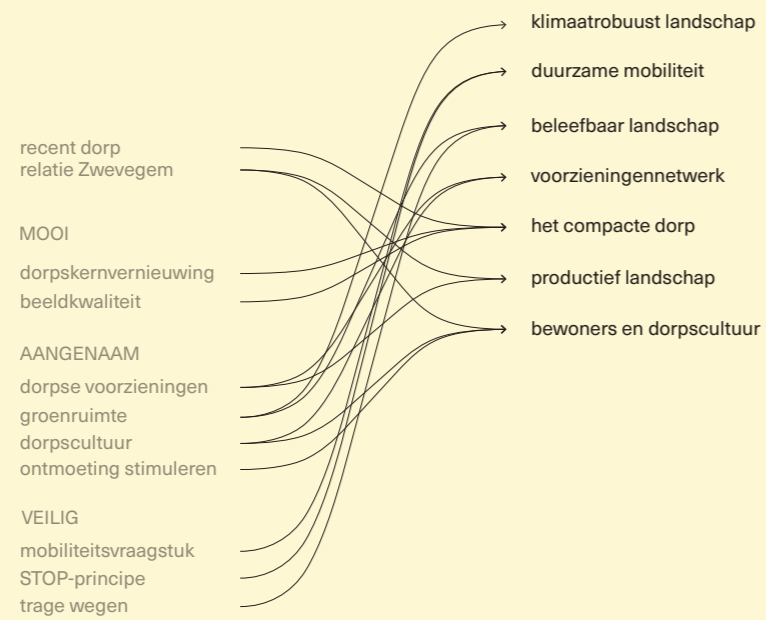 recent dorp
relatie Zwevegem
MOOI
dorpskernvernieuwing
beeldkwaliteit
AANGENAAM
dorpse voorzieningen
groenruimte
dorpscultuur
ontmoeting stimuleren
VEILIG
mobiliteitsvraagstuk
STOP-principe
trage wegen
klimaatrobuust landschap
duurzame mobiliteit
beleefbaar landschap
voorzieningennetwerk
het compacte dorp
productief landschap
bewoners en dorpscultuur